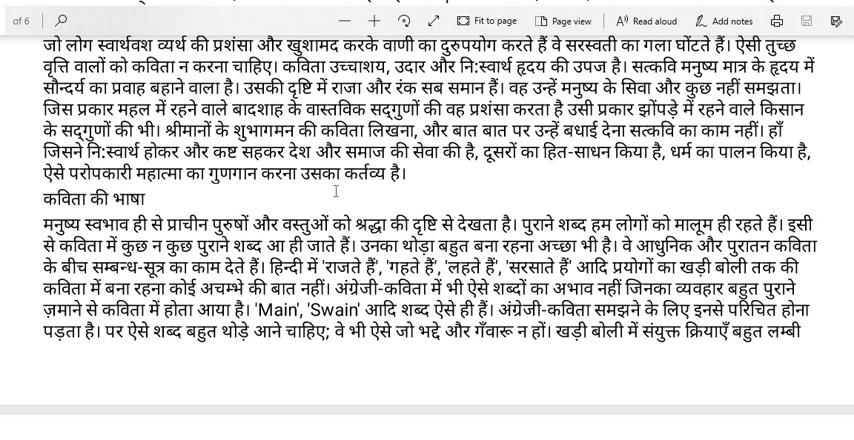 of 6 Fit to page Page view Read aloud Add notes
जो लोग स्वार्थवश व्यर्थ की प्रशंसा और खुशामद करके वाणी का दुरुपयोग करते हैं वे सरस्वती का गला घोंटते हैं। ऐसी तुच्छ
वृत्ति वालों को कविता न करना चाहिए। कविता उच्चाशय, उदार और नि:स्वार्थ हृदय की उपज है। सत्कवि मनुष्य मात्र के हृदय में
सौन्दर्य का प्रवाह बहाने वाला है। उसकी दृष्टि में राजा और रंक सब समान हैं। वह उन्हें मनुष्य के सिवा और कुछ नहीं समझता।
जिस प्रकार महल में रहने वाले बादशाह के वास्तविक सद्‌गुणों की वह प्रशंसा करता है उसी प्रकार झोंपड़े में रहने वाले किसान
के सद्‌गुणों की भी। श्रीमानों के शुभागमन की कविता लिखना, और बात बात पर उन्हें बधाई देना सत्कवि का काम नहीं। हाँ
जिसने नि:स्वार्थ होकर और कष्ट सहकर देश और समाज की सेवा की है, दूसरों का हित-साधन किया है, धर्म का पालन किया है,
ऐसे परोपकारी महात्मा का गुणगान करना उसका कर्तव्य है।
कविता की भाषा
मनुष्य स्वभाव ही से प्राचीन पुरुषों और वस्तुओं को श्रद्धा की दृष्टि से देखता है। पुराने शब्द हम लोगों को मालूम ही रहते हैं। इसी
से कविता में कुछ न कुछ पुराने शब्द आ ही जाते हैं। उनका थोड़ा बहुत बना रहना अच्छा भी है। वे आधुनिक और पुरातन कविता
के बीच सम्बन्ध-सूत्र का काम देते हैं। हिन्दी में 'राजते हैं', 'गहते हैं', 'लहते हैं', 'सरसाते हैं' आदि प्रयोगों का खड़ी बोली तक की
कविता में बना रहना कोई अचम्भे की बात नहीं। अंग्रेजी-कविता में भी ऐसे शब्दों का अभाव नहीं जिनका व्यवहार बहुत पुराने
ज़माने से कविता में होता आया है। 'Main', 'Swain' आदि शब्द ऐसे ही हैं। अंग्रेजी-कविता समझने के लिए इनसे परिचित होना
पड़ता है। पर ऐसे शब्द बहुत थोड़े आने चाहिए; वे भी ऐसे जो भद्दे और गँवारू न हों। खड़ी बोली में संयुक्त क्रियाएँ बहुत लम्बी